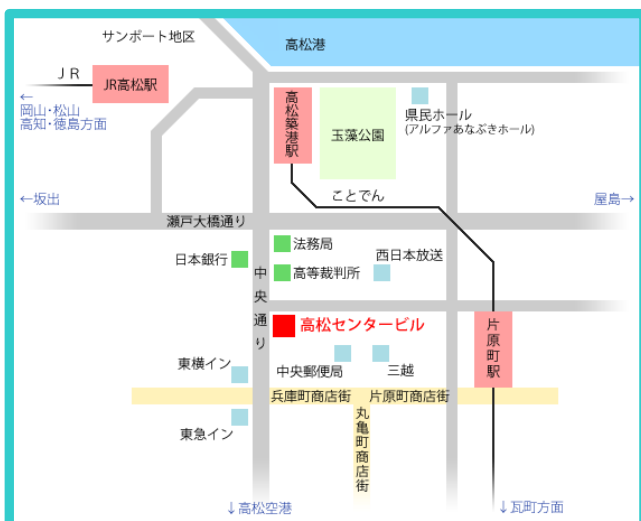 サンポート地区
高松港
JR
JR高松駅
←
岡山・松山
高知・徳島方面
高松築港駅
玉藻公園
県民ホール
(アルファあなぶきホール)
←坂出
ことでん
屋島→
瀬戸大橋通り
法務局
日本銀行
高等裁判所
西日本放送
中央通り
高松センタービル
片原町駅
東横イン
中央郵便局
三越
兵庫町商店街
片原町商店街
丸亀町商店街
東急イン
↓高松空港
↓瓦町方面